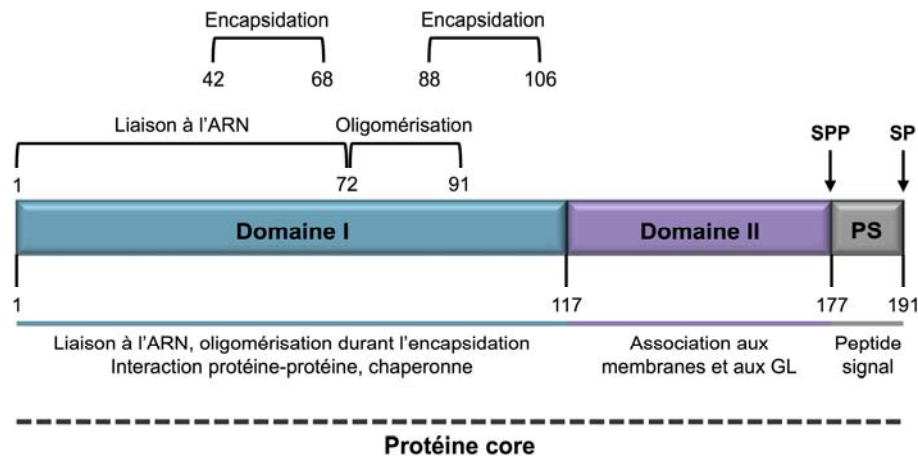 Encapsidation Encapsidation
42 68 88 106
Liaison à l'ARN Oligomérisation SPP SP
1 72 91
Domaine I Domaine II PS
1 117 177 191
Liaison à l'ARN, oligomérisation durant l'encapsidation Association aux Peptide
Interaction protéine-protéine, chaperonne membranes et aux GL signal
Protéine core